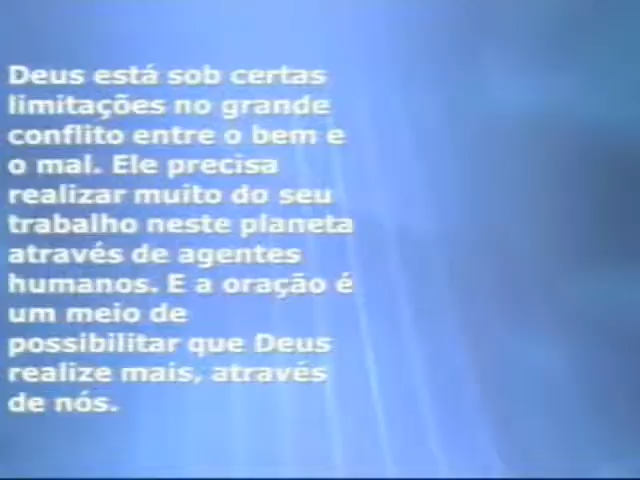 Deus está sob certas
limitações no grande
conflito entre o bem e
o mal. Ele precisa
realizar muito do seu
trabalho neste planeta
através de agentes
humanos. E a oração é
um meio de
possibilitar que Deus
realize mais, através
de nós.